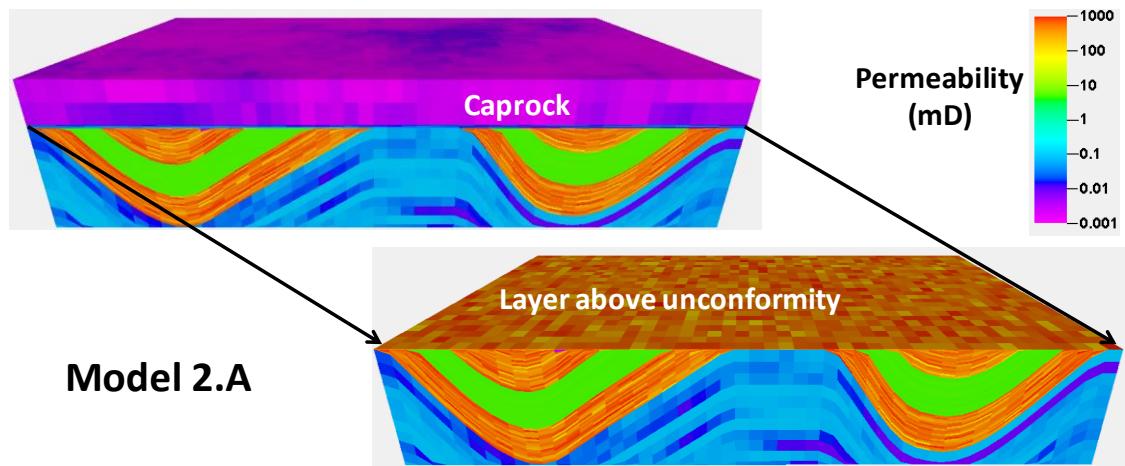 Caprock
Permeability
(mD)
1000
100
10
1
0.1
0.01
0.001
Layer above unconformity
Model 2.A